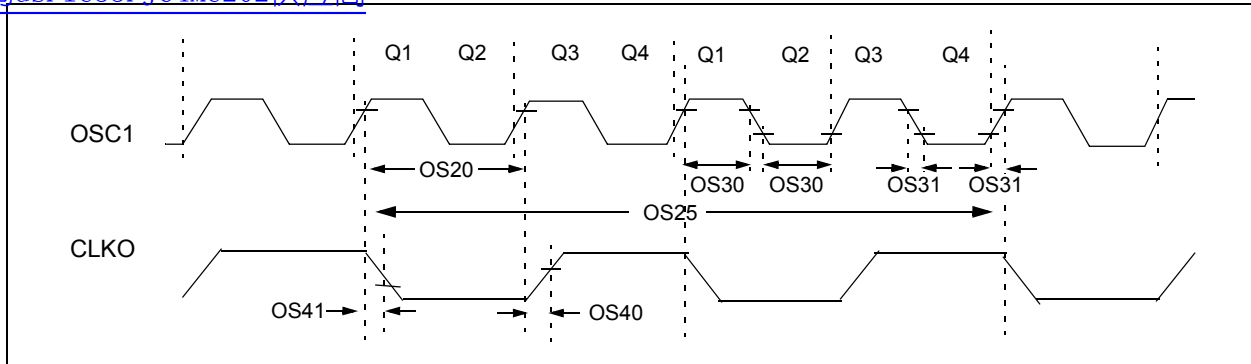 Q1 Q2 Q3 Q4 Q1 Q2 Q3 Q4
OSC1
OS20
OS30 OS30
OS31 OS31
OS25
CLKO
OS41
OS40